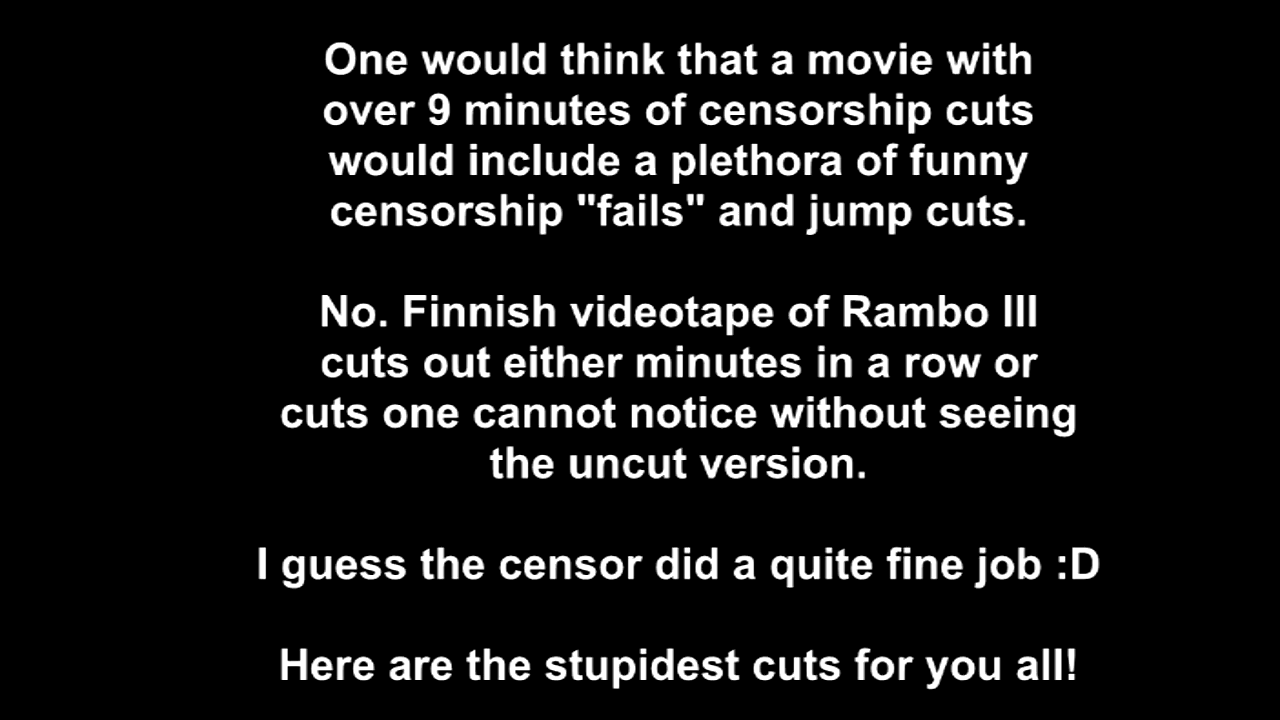 One would think that a movie with
over 9 minutes of censorship cuts
would include a plethora of funny
censorship "fails" and jump cuts.
No. Finnish videotape of Rambo III
cuts out either minutes in a row or
cuts one cannot notice without seeing
the uncut version.
I guess the censor did a quite fine job :D
Here are the stupidest cuts for you all!